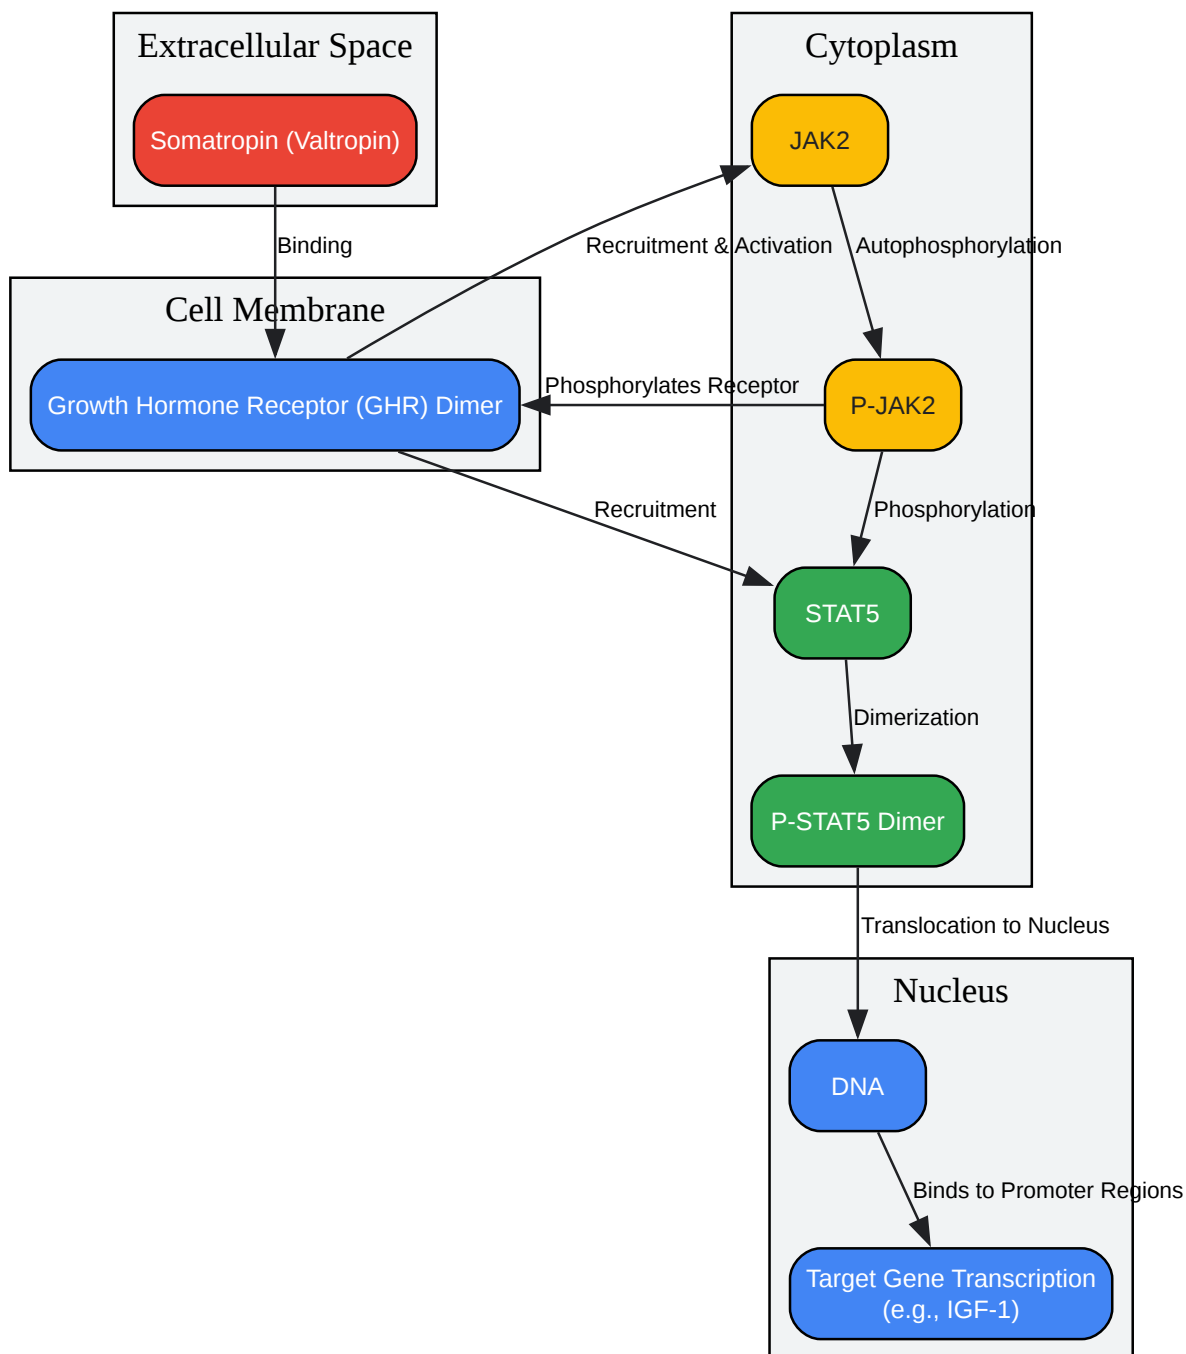 Extracellular Space
Cytoplasm
Somatropin (Valtropin)
JAK2
Binding
Recruitment & Activation
Autophosphorylation
Cell Membrane
Phosphorylates Receptor
Growth Hormone Receptor (GHR) Dimer
P-JAK2
Recruitment
Phosphorylation
STAT5
Dimerization
P-STAT5 Dimer
Translocation to Nucleus
Nucleus
DNA
Binds to Promoter Regions
Target Gene Transcription
(e.g., IGF-1)